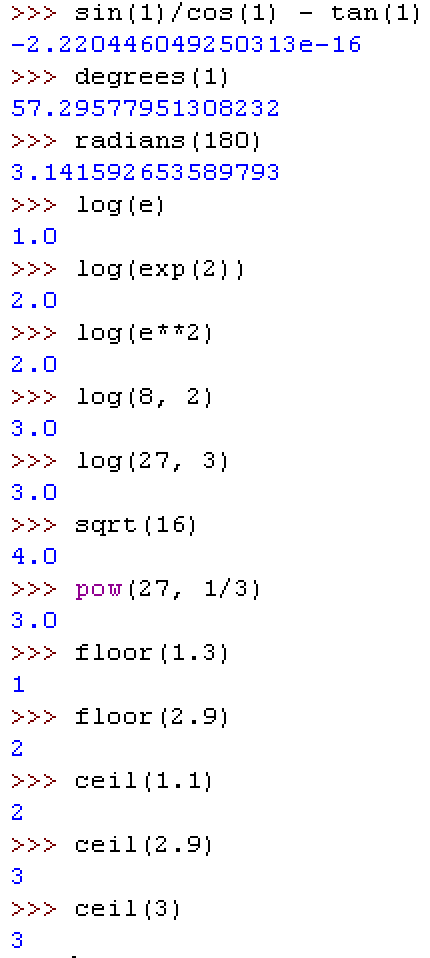 >>> sin(1)/cos(1) - tan(1)
-2.220446049250313e-16
>>> degrees(1)
57.29577951308232
>>> radians(180)
3.141592653589793
>>> log(e)
1.0
>>> log(exp(2))
2.0
>>> log(e**2)
2.0
>>> log(8, 2)
3.0
>>> log(27, 3)
3.0
>>> sqrt(16)
4.0
>>> pow(27, 1/3)
3.0
>>> floor(1.3)
1
>>> floor(2.9)
2
>>> ceil(1.1)
2
>>> ceil(2.9)
3
>>> ceil(3)
3